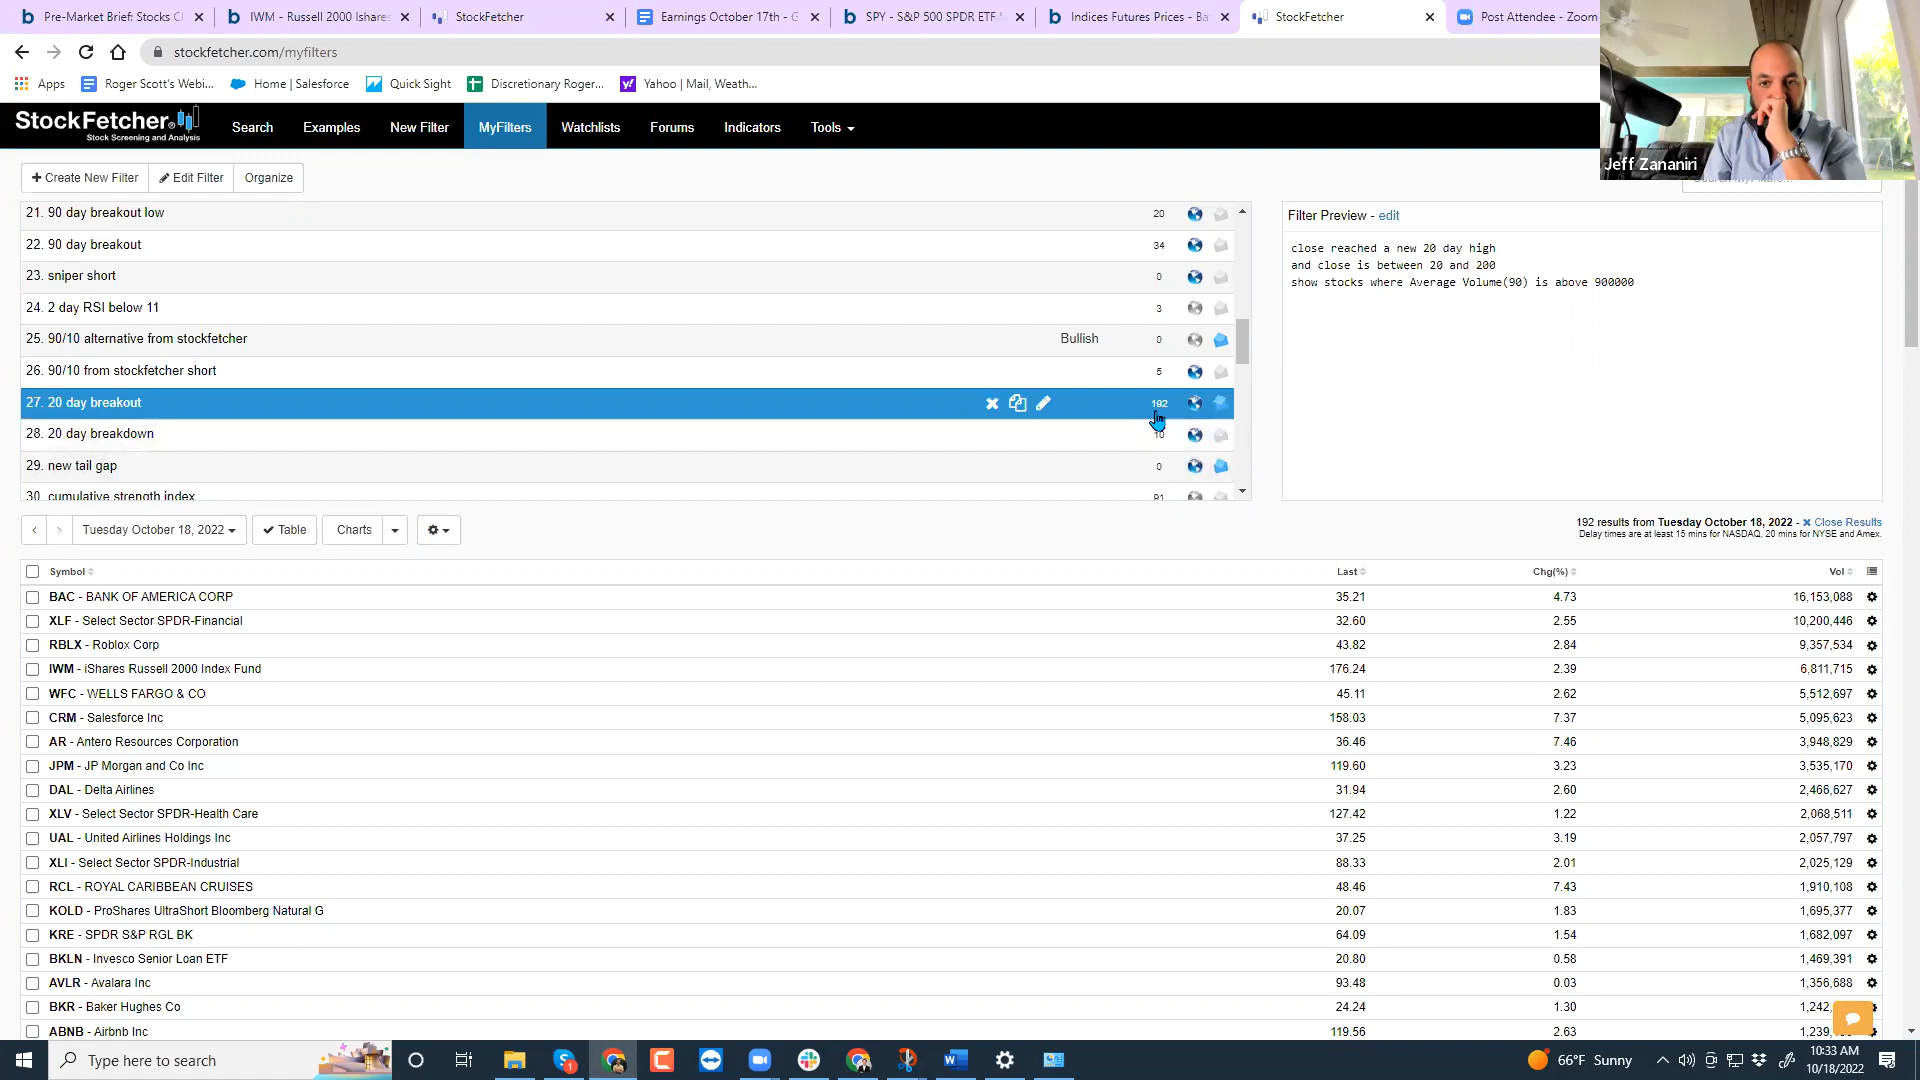 Pre-Market Brief: Stocks C
IWM - Russell 2000 Ishares
StockFetcher
Earnings October 17th - G
SPY - S&P 500 SPDR ETF
Indices Futures Prices - Ba
StockFetcher
Post Attendee - Zoom
stockfetcher.com/myfilters
Apps
Roger Scott's Webi...
Home | Salesforce
Quick Sight
Discretionary Roger...
Yahoo | Mail, Weath...
StockFetcher
Stock Screening and Analysis
Search
Examples
New Filter
MyFilters
Watchlists
Forums
Indicators
Tools
Jeff Zananiri
+ Create New Filter
Edit Filter
Organize
21. 90 day breakout low 20
22. 90 day breakout 34
23. sniper short 0
24. 2 day RSI below 11 3
25. 90/10 alternative from stockfetcher Bullish 0
26. 90/10 from stockfetcher short 5
27. 20 day breakout 192
28. 20 day breakdown 10
29. new tail gap 0
30. cumulative strength index 91
Filter Preview - edit
close reached a new 20 day high
and close is between 20 and 200
show stocks where Average Volume(90) is above 900000
Tuesday October 18, 2022
Table
Charts
192 results from Tuesday October 18, 2022 - Close Results
Delay times are at least 15 mins for NASDAQ, 20 mins for NYSE and Amex.
Symbol Last Chg(%) Vol
BAC - BANK OF AMERICA CORP 35.21 4.73 16,153,088
XLF - Select Sector SPDR-Financial 32.60 2.55 10,200,446
RBLX - Roblox Corp 43.82 2.84 9,357,534
IWM - iShares Russell 2000 Index Fund 176.24 2.39 6,811,715
WFC - WELLS FARGO & CO 45.11 2.62 5,512,697
CRM - Salesforce Inc 158.03 7.37 5,095,623
AR - Antero Resources Corporation 36.46 7.46 3,948,829
JPM - JP Morgan and Co Inc 119.60 3.23 3,535,170
DAL - Delta Airlines 31.94 2.60 2,466,627
XLV - Select Sector SPDR-Health Care 127.42 1.22 2,068,511
UAL - United Airlines Holdings Inc 37.25 3.19 2,057,797
XLI - Select Sector SPDR-Industrial 88.33 2.01 2,025,129
RCL - ROYAL CARIBBEAN CRUISES 48.46 7.43 1,910,108
KOLD - ProShares UltraShort Bloomberg Natural G 20.07 1.83 1,695,377
KRE - SPDR S&P RGL BK 64.09 1.54 1,682,097
BKLN - Invesco Senior Loan ETF 20.80 0.58 1,469,391
AVLR - Avalara Inc 93.48 0.03 1,356,688
BKR - Baker Hughes Co 24.24 1.30 1,242,
ABNB - Airbnb Inc 119.56 2.63 1,239,
Type here to search
66°F Sunny
10:33 AM
10/18/2022